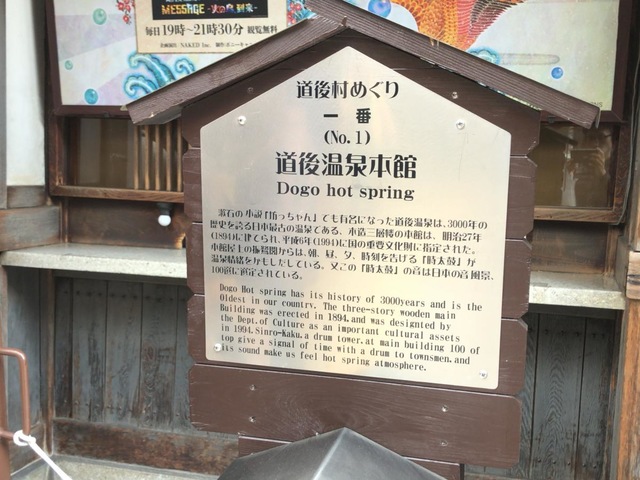 MESSAGE -火の鳥 到来-
毎日19時〜21時30分 観覧無料
道後村めぐり
一番
(No.1)
道後温泉本館
Dogo hot spring
漱石の小説「坊っちゃん」でも有名になった道後温泉は、3000年の
歴史を誇る日本最古の温泉である。木造三層楼の本館は、明治27年
(1894)に建てられ、平成6年(1994)に国の重要文化財に指定された。
本館屋上の振鷺閣からは、朝、昼、夕、時刻を告げる「時太鼓」が
温泉情緒をかもしだしている。又この「時太鼓」の音は日本の音風景、
100選に選定されている。
Dogo Hot spring has its history of 3000years and is the
Oldest in our country. The three-story wooden main
Building was erected in 1894.and was designted by
the Dept.of Culture as an important cultural assets
in 1994.Sinro-Kaku.a drum tower.at main building 100 of
top give a signal of time with a drum to townsmen.and
its sound make us feel hot spring atmosphere.